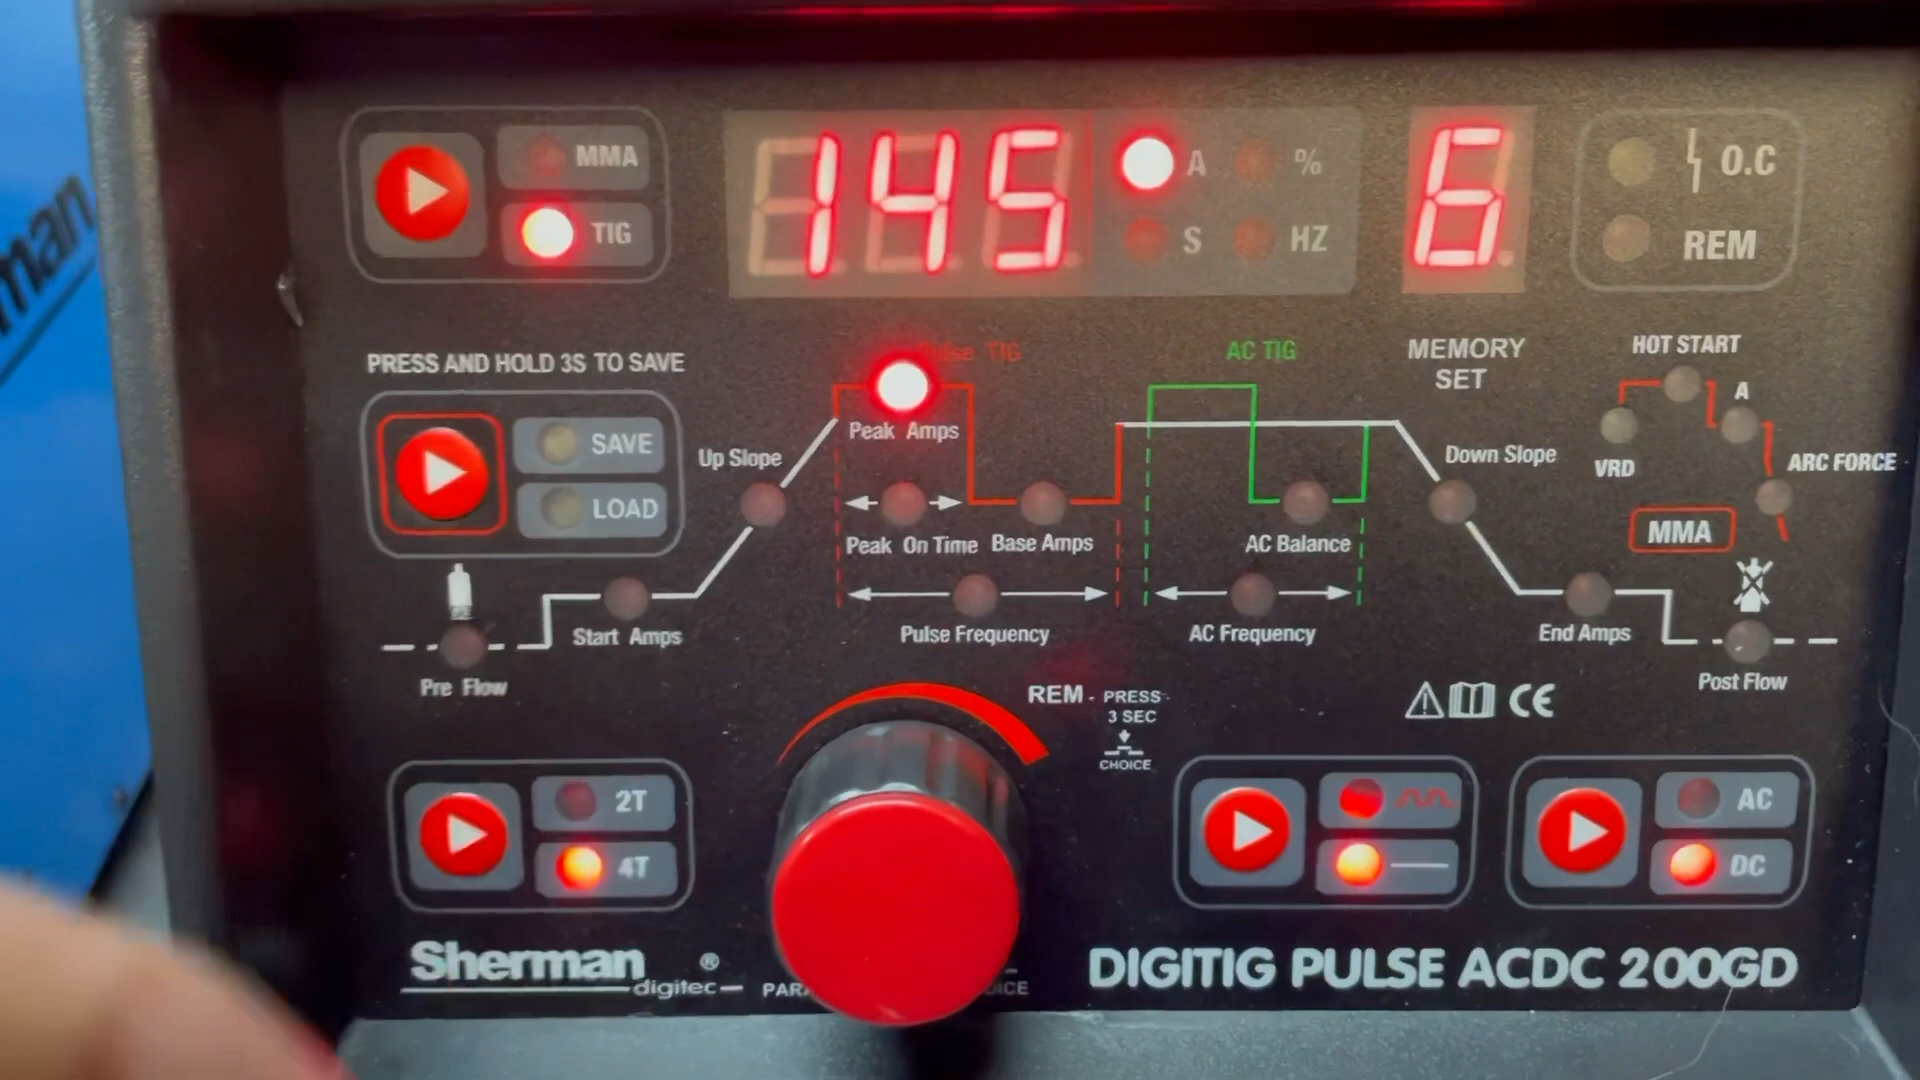 man
MMA
TIG
145
A
%
S
HZ
6
O.C
REM
PRESS AND HOLD 3S TO SAVE
SAVE
LOAD
TIG
AC TIG
MEMORY
SET
HOT START
A
VRD
ARC FORCE
MMA
Up Slope
Peak Amps
Peak On Time
Base Amps
AC Balance
Down Slope
Start Amps
Pulse Frequency
AC Frequency
End Amps
Pre Flow
Post Flow
REM - PRESS
3 SEC
CHOICE
CE
2T
4T
AC
DC
Sherman ®
digitec
PAR
ICE
DIGITIG PULSE ACDC 200GD